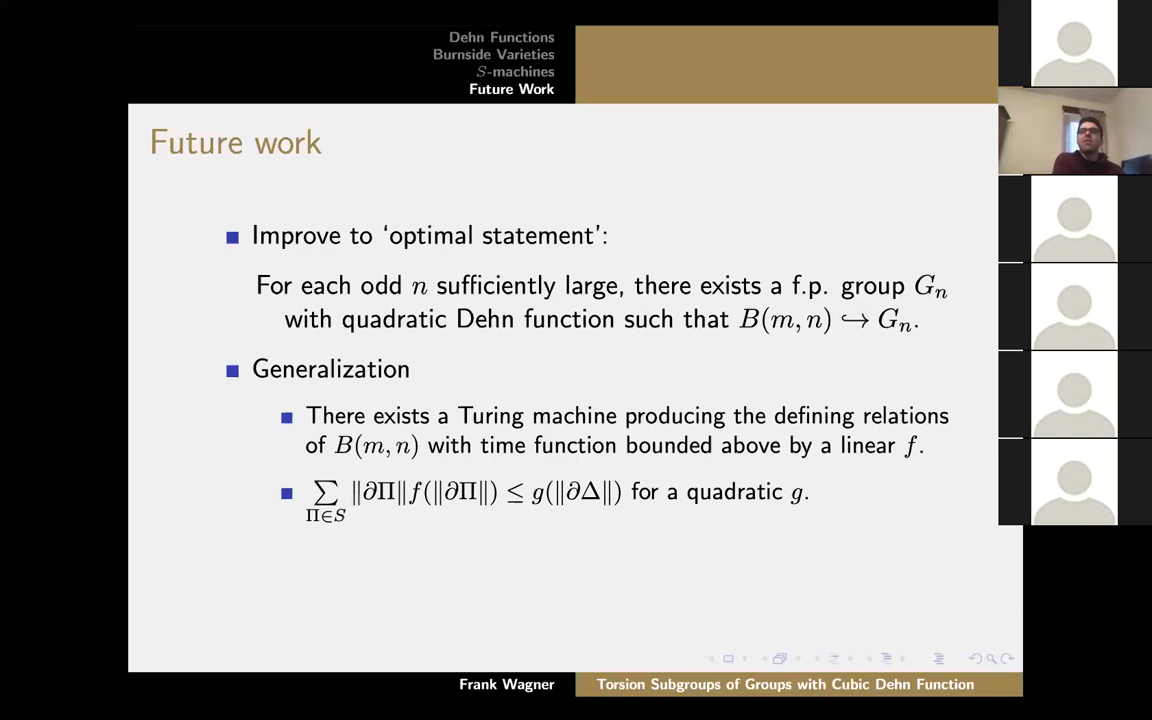 Dehn Functions
Burnside Varieties
S-machines
Future Work
Future work
Improve to ‘optimal statement’:
For each odd n sufficiently large, there exists a f.p. group Gₙ
with quadratic Dehn function such that B(m, n) ↪ Gₙ.
Generalization
There exists a Turing machine producing the defining relations
of B(m, n) with time function bounded above by a linear f.
∑ ‖∂Π‖f(‖∂Π‖) ≤ g(‖∂Δ‖) for a quadratic g.
Π∈S
Frank Wagner
Torsion Subgroups of Groups with Cubic Dehn Function